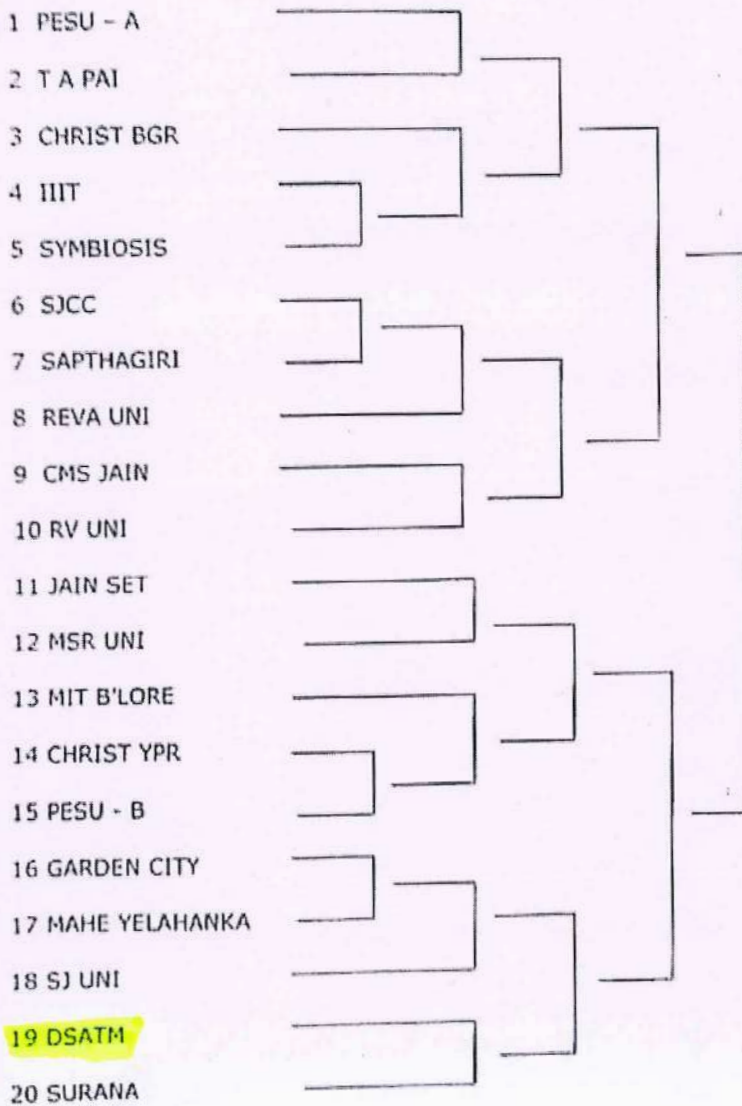 1 PESU - A
2 T A PAI
3 CHRIST BGR
4 IIIT
5 SYMBIOSIS
6 SJCC
7 SAPTHAGIRI
8 REVA UNI
9 CMS JAIN
10 RV UNI
11 JAIN SET
12 MSR UNI
13 MIT B'LORE
14 CHRIST YPR
15 PESU - B
16 GARDEN CITY
17 MAHE YELAHANKA
18 SJ UNI
19 DSATM
20 SURANA